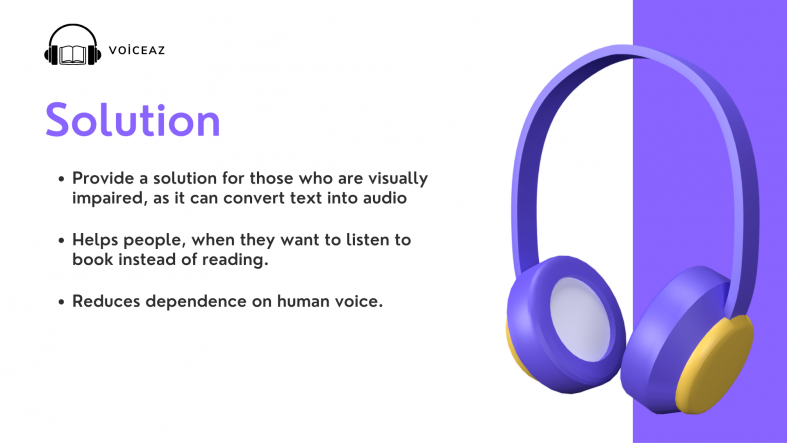 VOİCEAZ
Solution
• Provide a solution for those who are visually
impaired, as it can convert text into audio
• Helps people, when they want to listen to
book instead of reading.
• Reduces dependence on human voice.